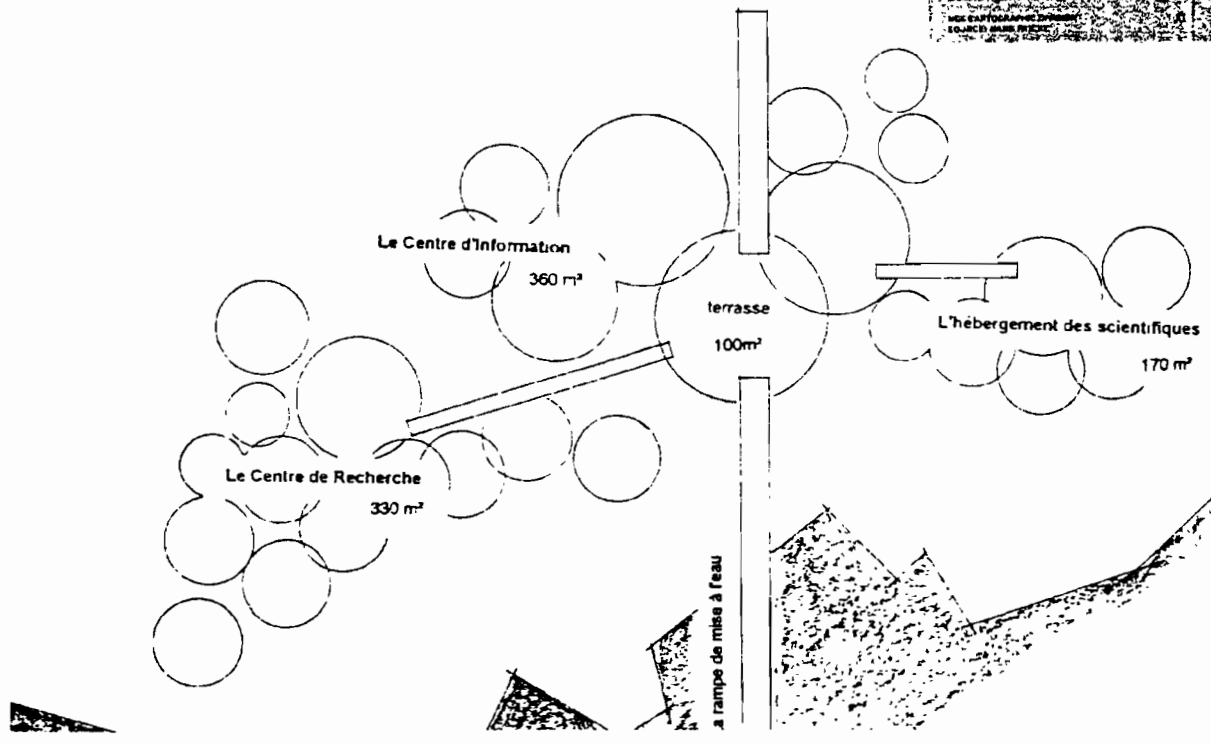 Le Centre d'Information
360 m²
terrasse
100m²
L'hébergement des scientifiques
170 m²
Le Centre de Recherche
330 m²
a rampe de mise à l'eau